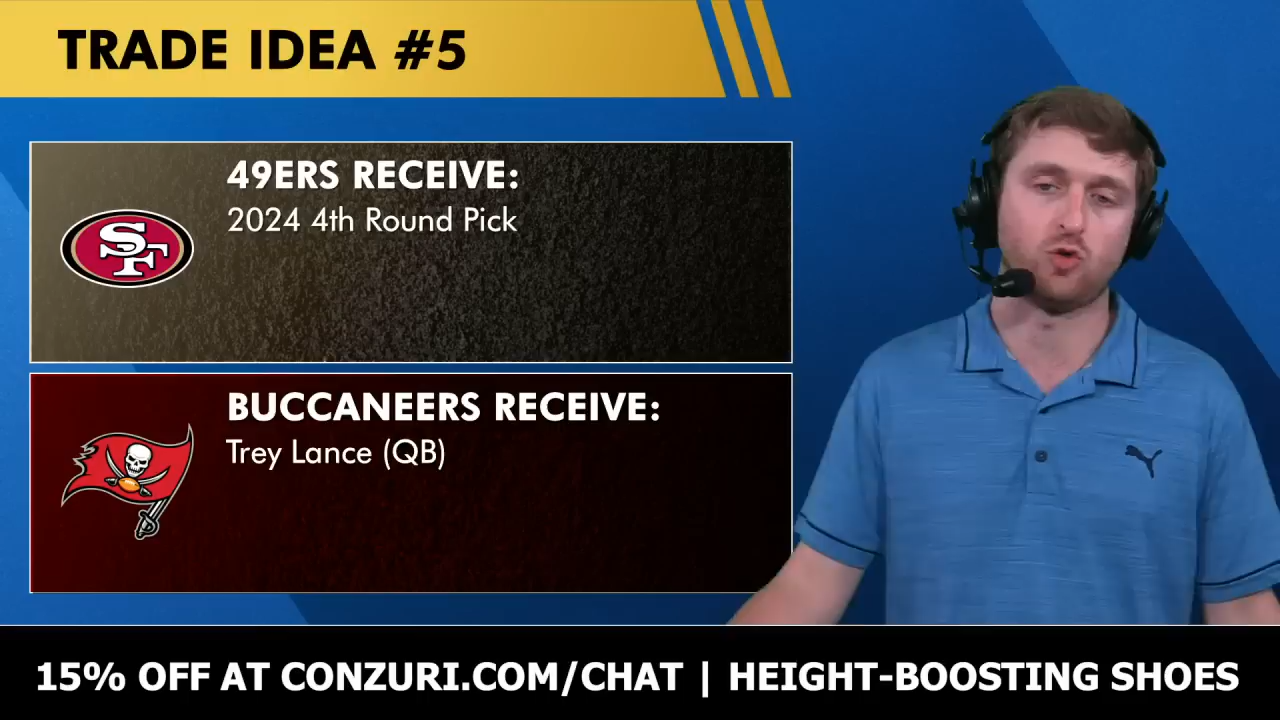 TRADE IDEA #5
49ERS RECEIVE:
2024 4th Round Pick
SF
BUCCANEERS RECEIVE:
Trey Lance (QB)
15% OFF AT CONZURI.COM/CHAT | HEIGHT-BOOSTING SHOES